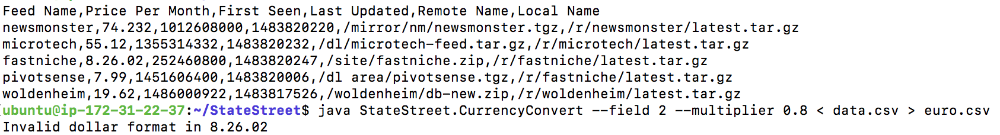 Feed Name,Price Per Month,First Seen,Last Updated,Remote Name,Local Name
newsmonster,74.232,1012608000,1483820220,/mirror/nm/newsmonster.tgz,/r/newsmonster/latest.tar.gz
microtech,55.12,1355314332,1483820232,/dl/microtech-feed.tar.gz,/r/microtech/latest.tar.gz
fastniche,8.26.02,252460800,1483820247,/site/fastniche.zip,/r/fastniche/latest.tar.gz
pivotsense,7.99,1451606400,1483820006,/dl area/pivotsense.tgz,/r/fastniche/latest.tar.gz
woldenheim,19.62,1486000922,1483817526,/woldenheim/db-new.zip,/r/woldenheim/latest.tar.gz
ubuntu@ip-172-31-22-37:~/StateStreet$ java StateStreet.CurrencyConvert --field 2 --multiplier 0.8 < data.csv > euro.csv
Invalid dollar format in 8.26.02